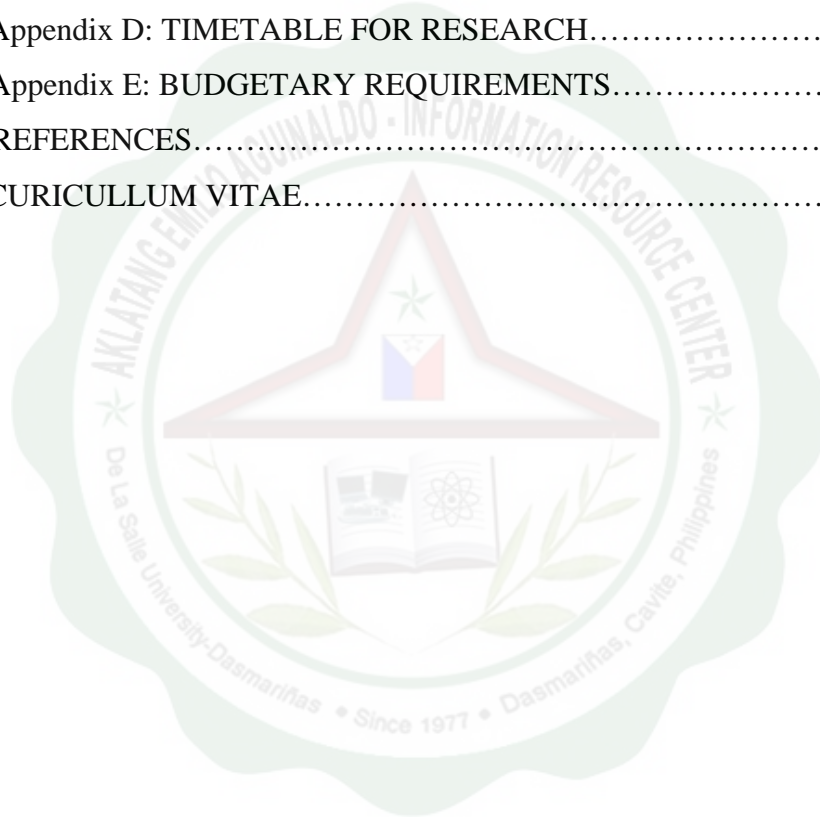 Appendix D: TIMETABLE FOR RESEARCH……………………
Appendix E: BUDGETARY REQUIREMENTS…………………
REFERENCES……………………………………………………
CURICULLUM VITAE……………………………………………
AKLATANG EMILIO AGUINALDO - INFORMATION RESOURCE CENTER
De La Salle University-Dasmariñas • Since 1977 • Dasmariñas, Cavite, Philippines